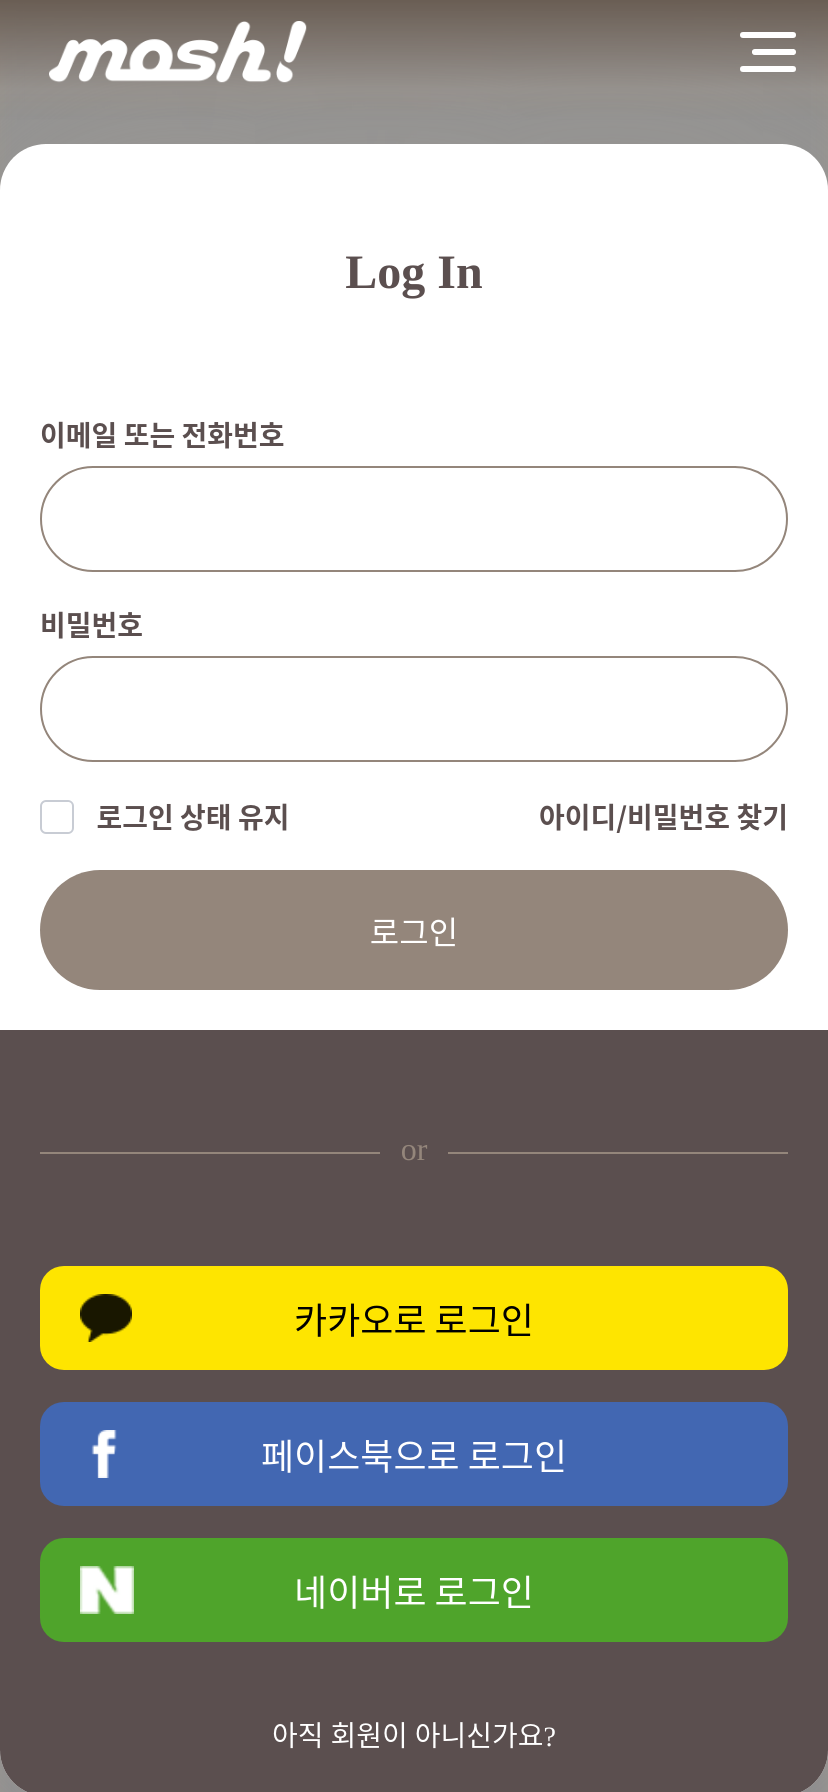 mosh!
Log In
이메일 또는 전화번호
비밀번호
로그인 상태 유지
아이디/비밀번호 찾기
로그인
or
카카오로 로그인
f
페이스북으로 로그인
N
네이버로 로그인
아직 회원이 아니신가요?